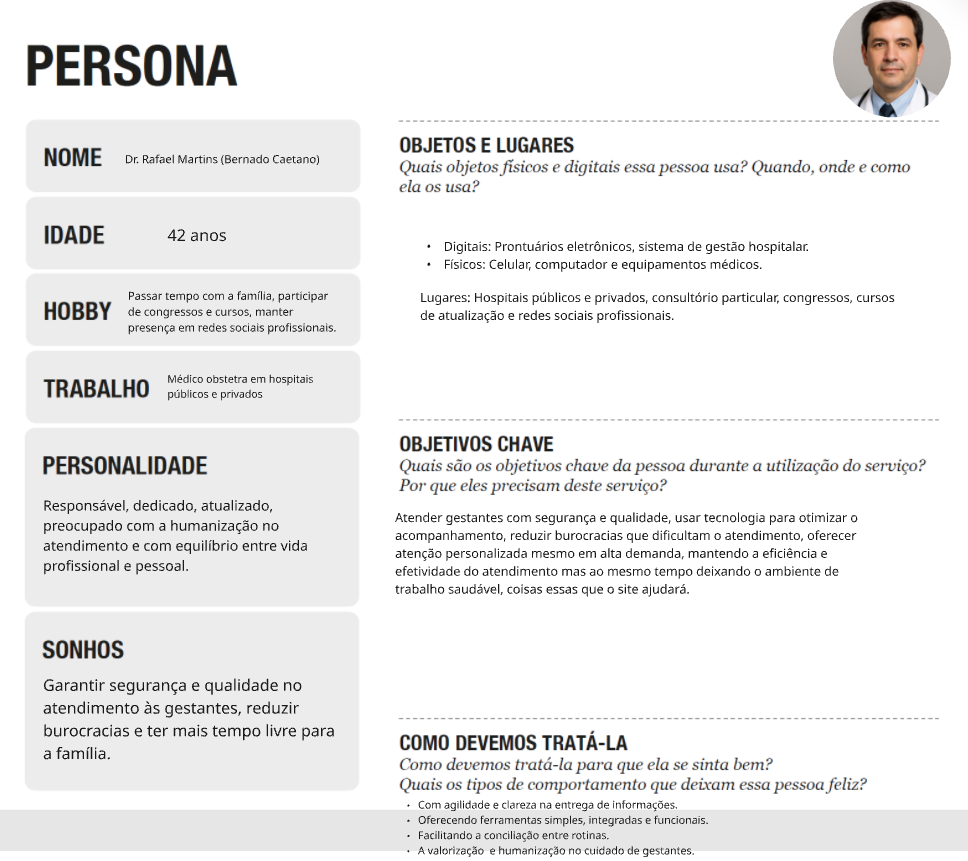 PERSONA
NOME
Dr. Rafael Martins (Bernado Caetano)
IDADE
42 anos
HOBBY
Passar tempo com a família, participar
de congressos e cursos, manter
presença em redes sociais profissionais.
TRABALHO
Médico obstetra em hospitais
públicos e privados
PERSONALIDADE
Responsável, dedicado, atualizado,
preocupado com a humanização no
atendimento e com equilíbrio entre vida
profissional e pessoal.
SONHOS
Garantir segurança e qualidade no
atendimento às gestantes, reduzir
burocracias e ter mais tempo livre para
a família.
OBJETOS E LUGARES
Quais objetos físicos e digitais essa pessoa usa? Quando, onde e como
ela os usa?
• Digitais: Prontuários eletrônicos, sistema de gestão hospitalar.
• Físicos: Celular, computador e equipamentos médicos.
Lugares: Hospitais públicos e privados, consultório particular, congressos, cursos
de atualização e redes sociais profissionais.
OBJETIVOS CHAVE
Quais são os objetivos chave da pessoa durante a utilização do serviço?
Por que eles precisam deste serviço?
Atender gestantes com segurança e qualidade, usar tecnologia para otimizar o
acompanhamento, reduzir burocracias que dificultam o atendimento, oferecer
atenção personalizada mesmo em alta demanda, mantendo a eficiência e
efetividade do atendimento mas ao mesmo tempo deixando o ambiente de
trabalho saudável, coisas essas que o site ajudará.
COMO DEVEMOS TRATÁ-LA
Como devemos tratá-la para que ela se sinta bem?
Quais os tipos de comportamento que deixam essa pessoa feliz?
• Com agilidade e clareza na entrega de informações.
• Oferecendo ferramentas simples, integradas e funcionais.
• Facilitando a conciliação entre rotinas.
• A valorização e humanização no cuidado de gestantes.